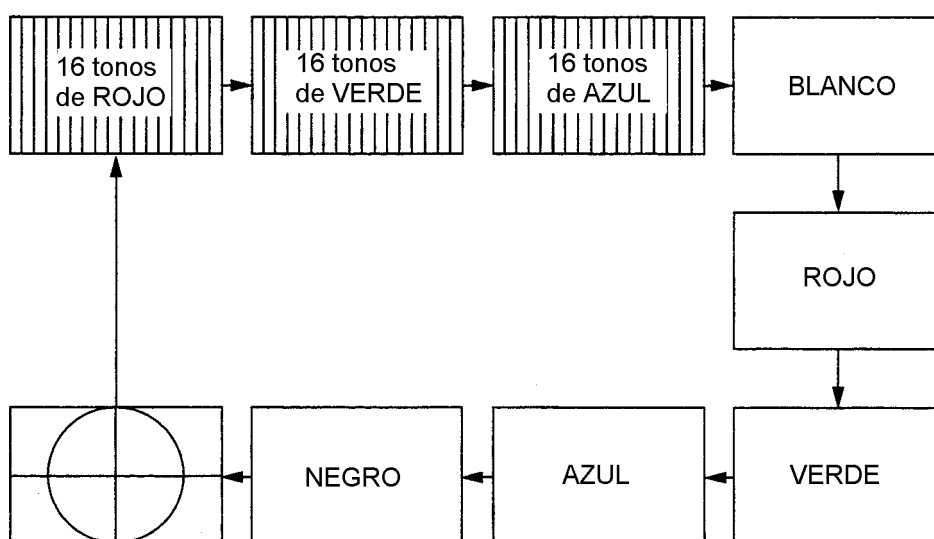 16 tonos
de ROJO
16 tonos
de VERDE
16 tonos
de AZUL
BLANCO
ROJO
VERDE
AZUL
NEGRO